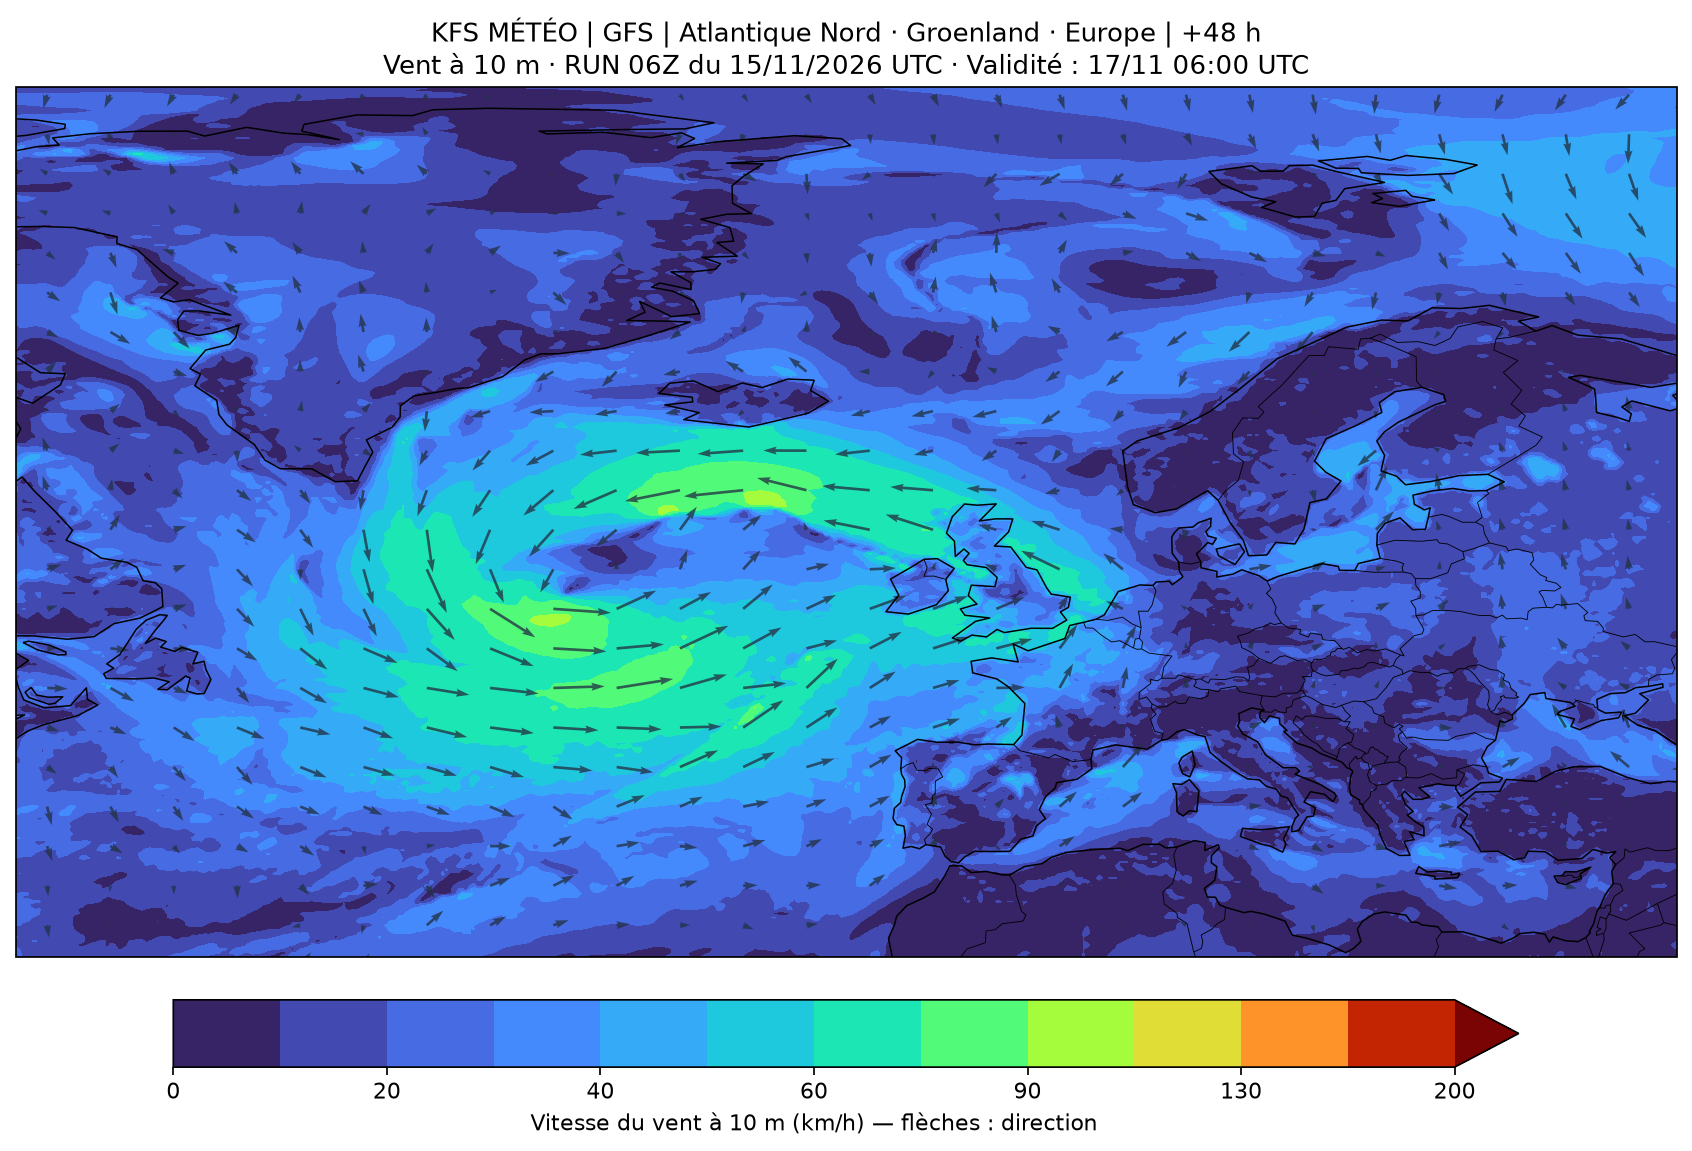 KFS MÉTÉO | GFS | Atlantique Nord · Groenland · Europe | +48 h
Vent à 10 m · RUN 06Z du 15/11/2026 UTC · Validité : 17/11 06:00 UTC
0 20 40 60 90 130 200
Vitesse du vent à 10 m (km/h) — flèches : direction